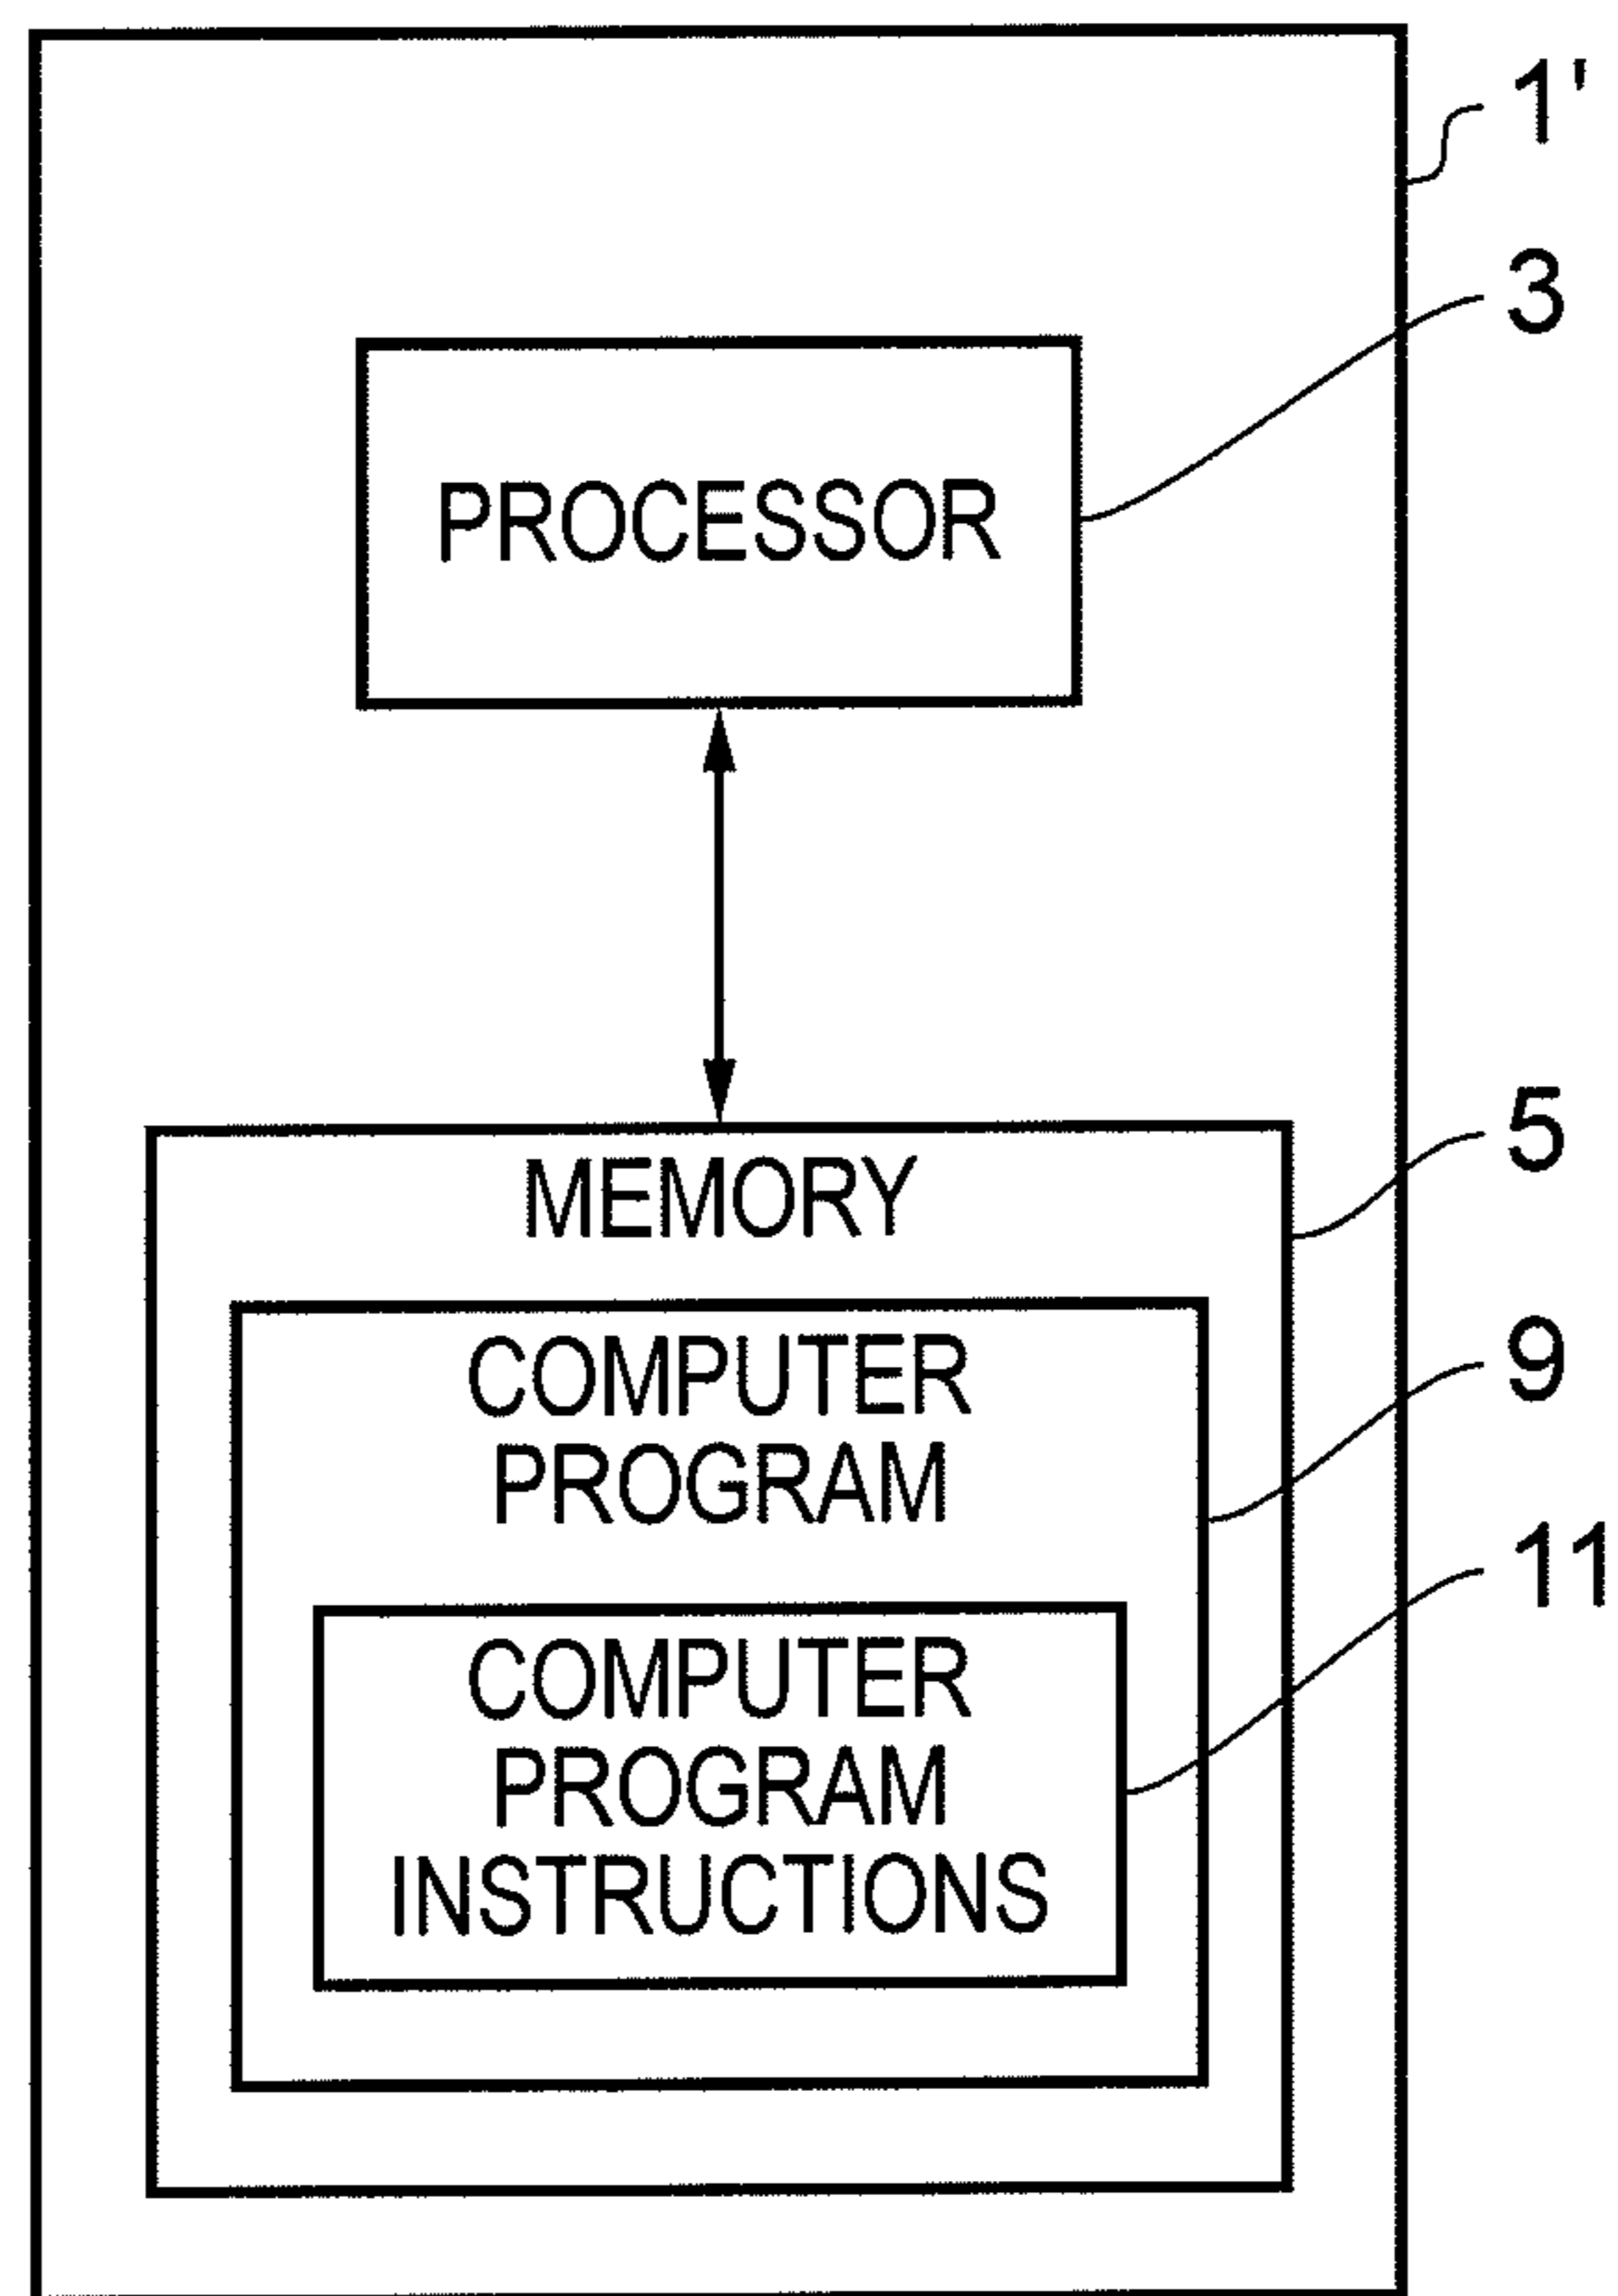 1'
3
PROCESSOR
5
MEMORY
9
COMPUTER
PROGRAM
11
COMPUTER
PROGRAM
INSTRUCTIONS